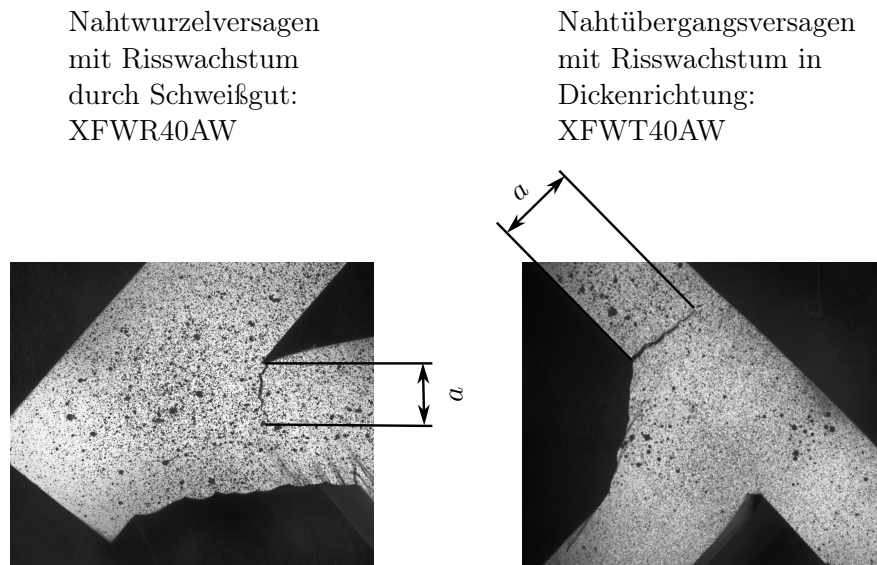 Nahtwurzelversagen
mit Risswachstum
durch Schweißgut:
XFWR40AW
Nahtübergangsversagen
mit Risswachstum in
Dickenrichtung:
XFWT40AW
a
a